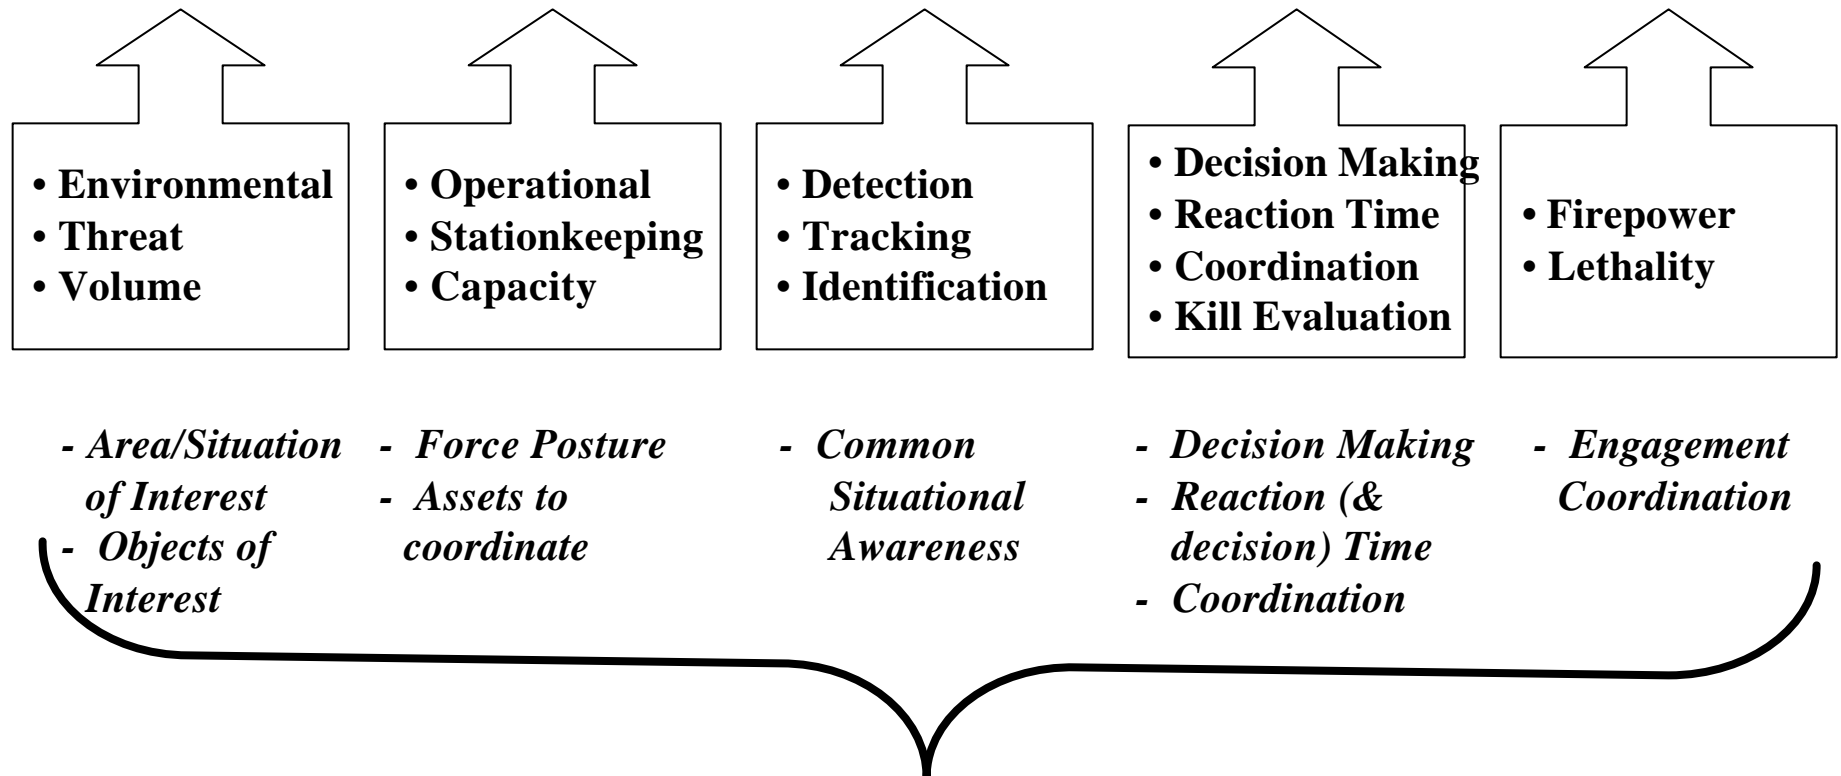 • Environmental
• Threat
• Volume
• Operational
• Stationkeeping
• Capacity
• Detection
• Tracking
• Identification
• Decision Making
• Reaction Time
• Coordination
• Kill Evaluation
• Firepower
• Lethality
- Area/Situation
of Interest
- Objects of
Interest
- Force Posture
- Assets to
coordinate
- Common
Situational
Awareness
- Decision Making
- Reaction (&
decision) Time
- Coordination
- Engagement
Coordination